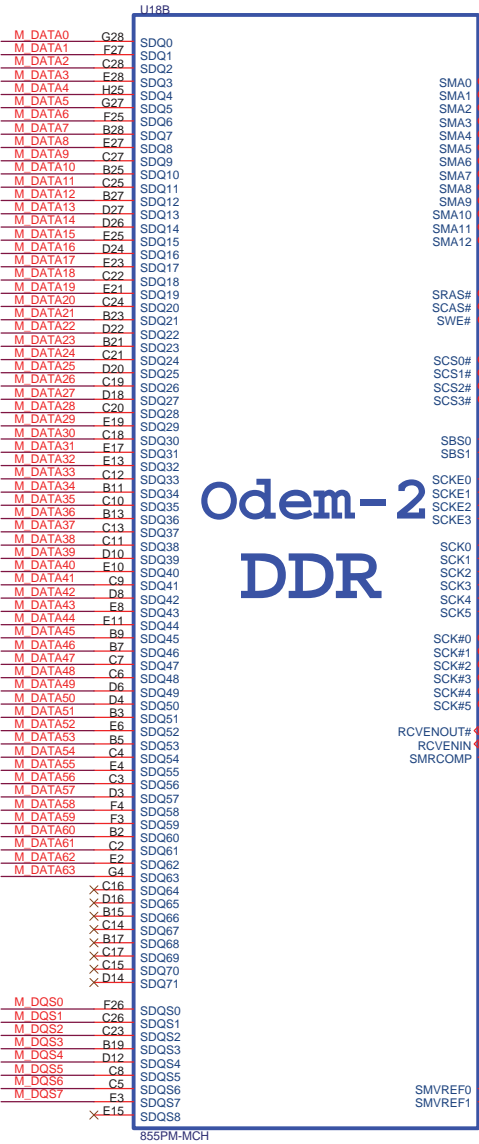 U18B
M_DATA0 G28 SDQ0
M_DATA1 F27 SDQ1
M_DATA2 C28 SDQ2
M_DATA3 E28 SDQ3
M_DATA4 H25 SDQ4
M_DATA5 G27 SDQ5
M_DATA6 F25 SDQ6
M_DATA7 B28 SDQ7
M_DATA8 E27 SDQ8
M_DATA9 C27 SDQ9
M_DATA10 B25 SDQ10
M_DATA11 C25 SDQ11
M_DATA12 B27 SDQ12
M_DATA13 D27 SDQ13
M_DATA14 D26 SDQ14
M_DATA15 E25 SDQ15
M_DATA16 D24 SDQ16
M_DATA17 E23 SDQ17
M_DATA18 C22 SDQ18
M_DATA19 E21 SDQ19
M_DATA20 C24 SDQ20
M_DATA21 B23 SDQ21
M_DATA22 D22 SDQ22
M_DATA23 B21 SDQ23
M_DATA24 C21 SDQ24
M_DATA25 D20 SDQ25
M_DATA26 C19 SDQ26
M_DATA27 D18 SDQ27
M_DATA28 C20 SDQ28
M_DATA29 E19 SDQ29
M_DATA30 C18 SDQ30
M_DATA31 E17 SDQ31
M_DATA32 E13 SDQ32
M_DATA33 C12 SDQ33
M_DATA34 B11 SDQ34
M_DATA35 C10 SDQ35
M_DATA36 B13 SDQ36
M_DATA37 C13 SDQ37
M_DATA38 C11 SDQ38
M_DATA39 D10 SDQ39
M_DATA40 E10 SDQ40
M_DATA41 C9 SDQ41
M_DATA42 D8 SDQ42
M_DATA43 E8 SDQ43
M_DATA44 E11 SDQ44
M_DATA45 B9 SDQ45
M_DATA46 B7 SDQ46
M_DATA47 C7 SDQ47
M_DATA48 C6 SDQ48
M_DATA49 D6 SDQ49
M_DATA50 D4 SDQ50
M_DATA51 B3 SDQ51
M_DATA52 E6 SDQ52
M_DATA53 B5 SDQ53
M_DATA54 C4 SDQ54
M_DATA55 E4 SDQ55
M_DATA56 C3 SDQ56
M_DATA57 D3 SDQ57
M_DATA58 F4 SDQ58
M_DATA59 F3 SDQ59
M_DATA60 B2 SDQ60
M_DATA61 C2 SDQ61
M_DATA62 E2 SDQ62
M_DATA63 G4 SDQ63
C16 SDQ64
D16 SDQ65
B15 SDQ66
C14 SDQ67
B17 SDQ68
C17 SDQ69
C15 SDQ70
D14 SDQ71
M_DQS0 F26 SDQS0
M_DQS1 C26 SDQS1
M_DQS2 C23 SDQS2
M_DQS3 B19 SDQS3
M_DQS4 D12 SDQS4
M_DQS5 C8 SDQS5
M_DQS6 C5 SDQS6
M_DQS7 E3 SDQS7
E15 SDQS8
Odem-2
DDR
SMA0
SMA1
SMA2
SMA3
SMA4
SMA5
SMA6
SMA7
SMA8
SMA9
SMA10
SMA11
SMA12
SRAS#
SCAS#
SWE#
SCS0#
SCS1#
SCS2#
SCS3#
SBS0
SBS1
SCKE0
SCKE1
SCKE2
SCKE3
SCK0
SCK1
SCK2
SCK3
SCK4
SCK5
SCK#0
SCK#1
SCK#2
SCK#3
SCK#4
SCK#5
RCVENOUT#
RCVENIN
SMRCOMP
SMVREF0
SMVREF1
855PM-MCH